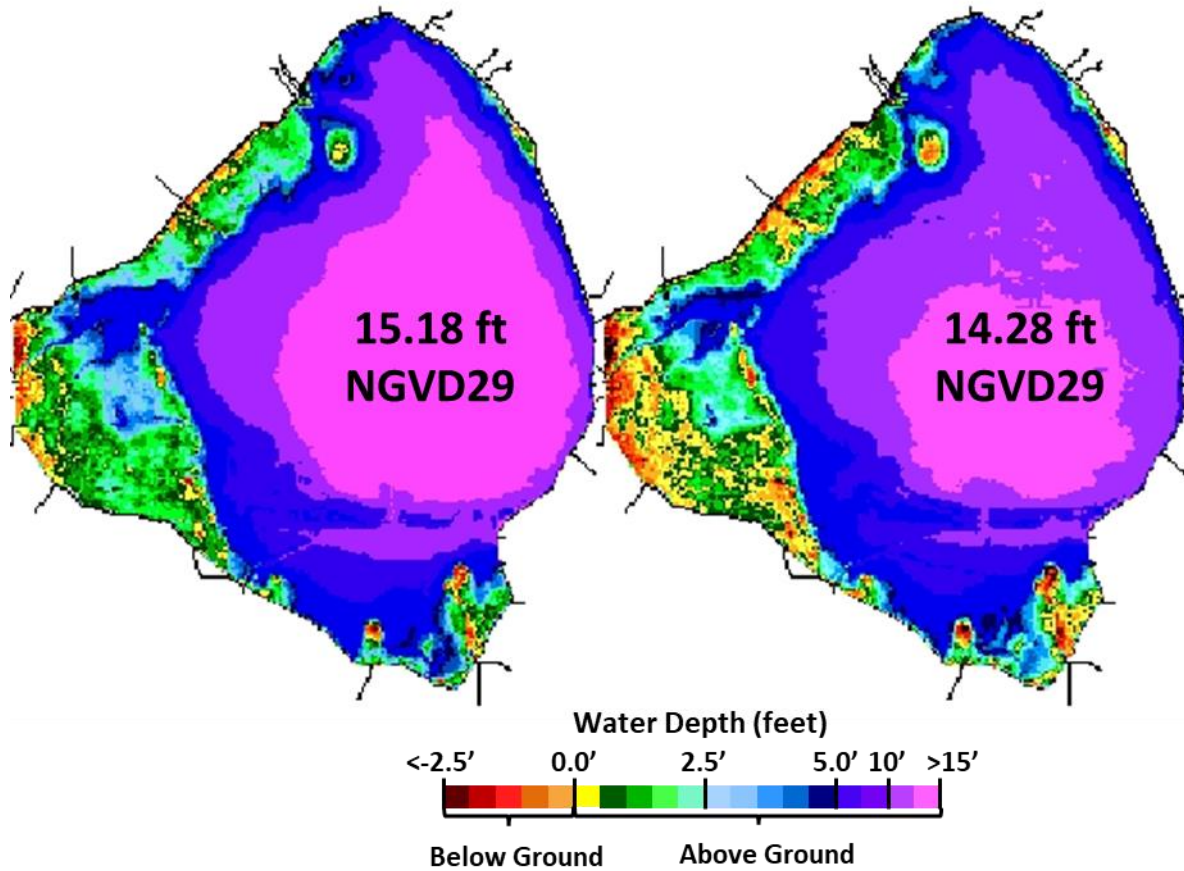 15.18 ft
NGVD29
14.28 ft
NGVD29
Water Depth (feet)
<-2.5’ 0.0’ 2.5’ 5.0’ 10’ >15’
Below Ground Above Ground